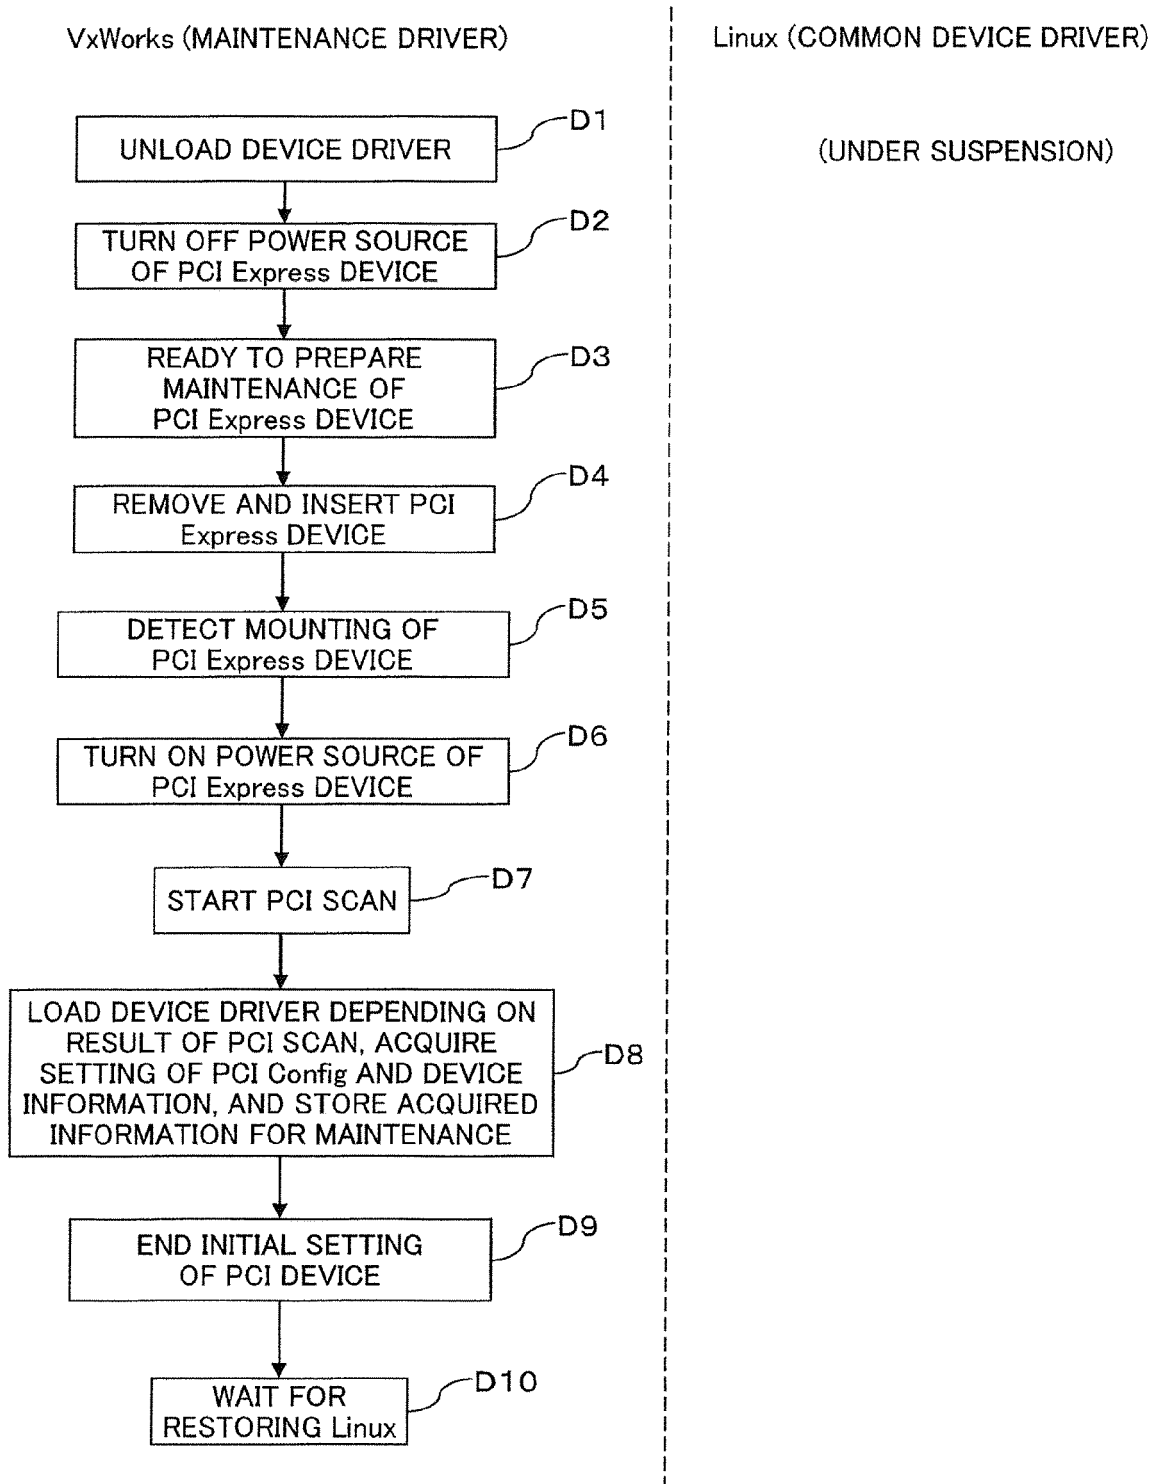 VxWorks (MAINTENANCE DRIVER)
Linux (COMMON DEVICE DRIVER)
D1
UNLOAD DEVICE DRIVER
(UNDER SUSPENSION)
D2
TURN OFF POWER SOURCE
OF PCI Express DEVICE
D3
READY TO PREPARE
MAINTENANCE OF
PCI Express DEVICE
D4
REMOVE AND INSERT PCI
Express DEVICE
D5
DETECT MOUNTING OF
PCI Express DEVICE
D6
TURN ON POWER SOURCE OF
PCI Express DEVICE
D7
START PCI SCAN
D8
LOAD DEVICE DRIVER DEPENDING ON
RESULT OF PCI SCAN, ACQUIRE
SETTING OF PCI Config AND DEVICE
INFORMATION, AND STORE ACQUIRED
INFORMATION FOR MAINTENANCE
D9
END INITIAL SETTING
OF PCI DEVICE
D10
WAIT FOR
RESTORING Linux